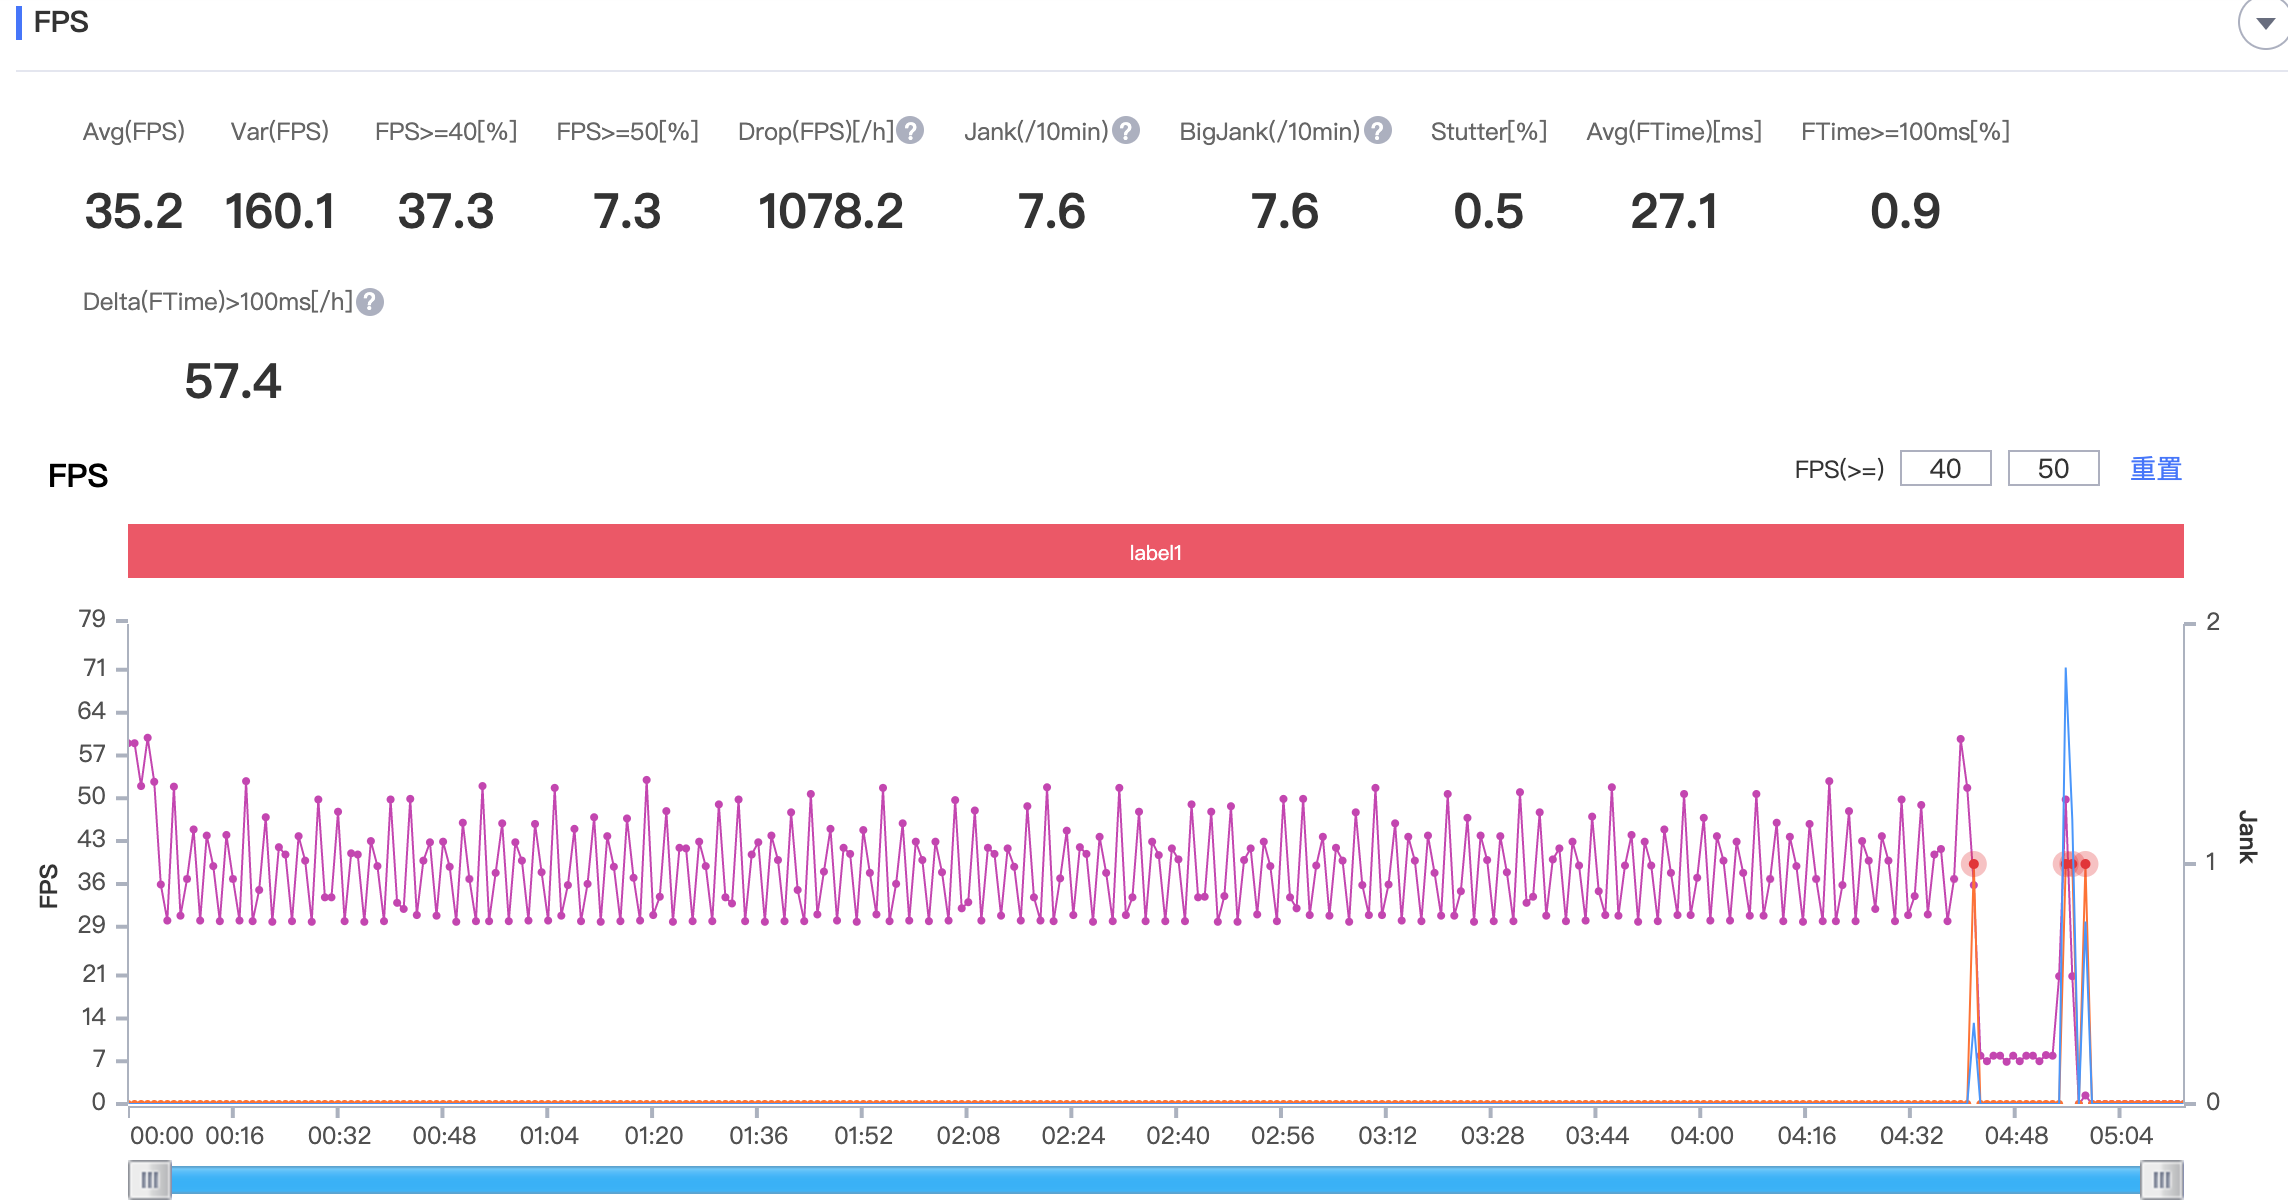 FPS
Avg(FPS) Var(FPS) FPS>=40[%] FPS>=50[%] Drop(FPS)[/h] ? Jank(/10min) ? BigJank(/10min) ? Stutter[%] Avg(FTime)[ms] FTime>=100ms[%]
35.2 160.1 37.3 7.3 1078.2 7.6 7.6 0.5 27.1 0.9
Delta(FTime)>100ms[/h] ?
57.4
FPS FPS(>=) 40 50 重置
label1
79
71
64
57
50
43
36
29
21
14
7
0
FPS
2
1
0
Jank
00:00 00:16 00:32 00:48 01:04 01:20 01:36 01:52 02:08 02:24 02:40 02:56 03:12 03:28 03:44 04:00 04:16 04:32 04:48 05:04